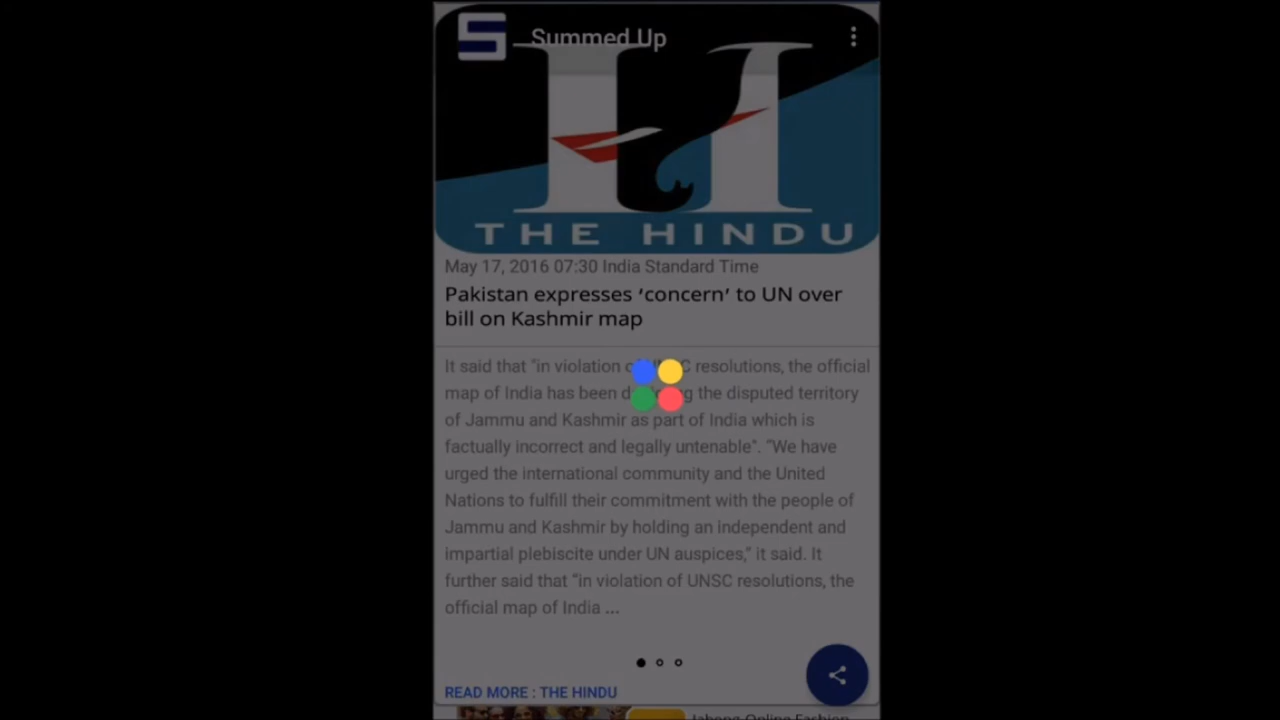 Summed Up
THE HINDU
May 17, 2016 07:30 India Standard Time
Pakistan expresses ‘concern’ to UN over
bill on Kashmir map
It said that “in violation resolutions, the official
map of India has been the disputed territory
of Jammu and Kashmir as part of India which is
factually incorrect and legally untenable”. “We have
urged the international community and the United
Nations to fulfill their commitment with the people of
Jammu and Kashmir by holding an independent and
impartial plebiscite under UN auspices,” it said. It
further said that “in violation of UNSC resolutions, the
official map of India ...
READ MORE : THE HINDU
Jabong Online Fashion